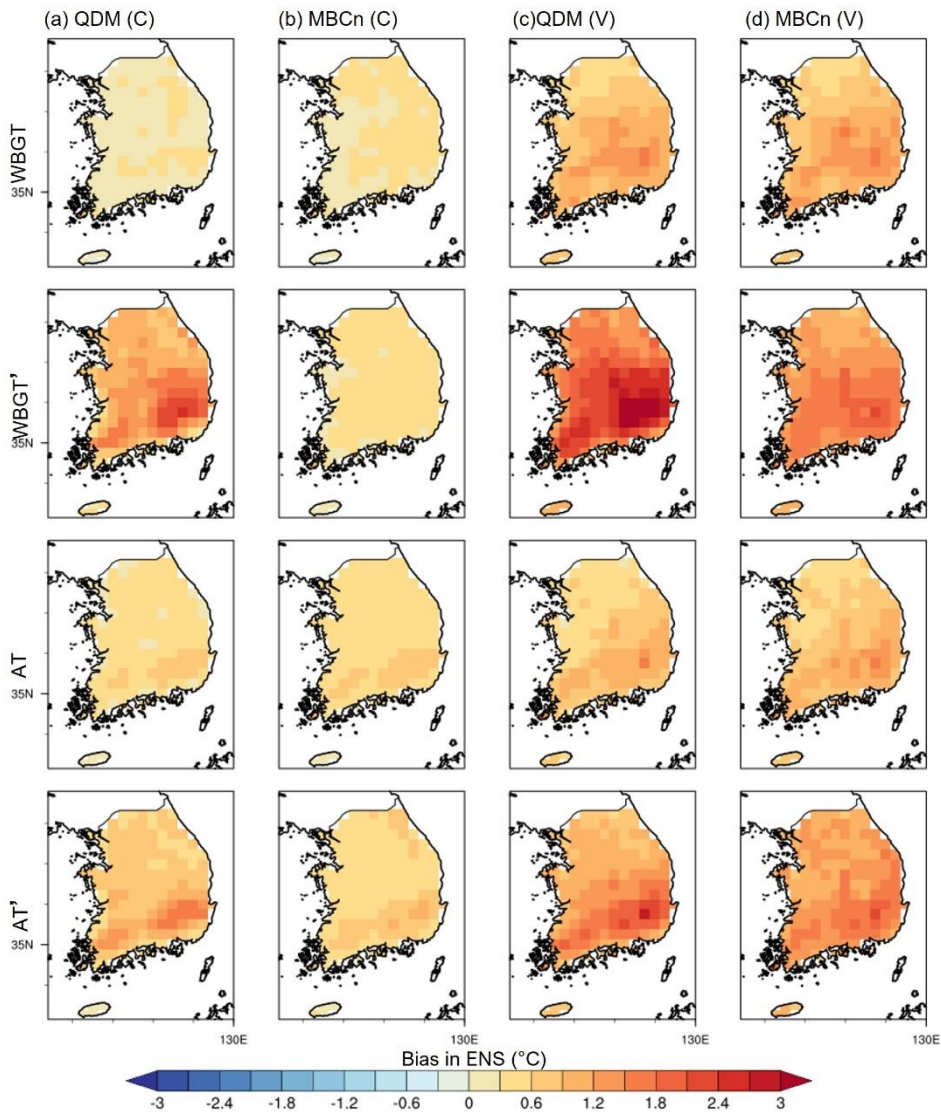 (a) QDM (C) (b) MBCn (C) (c)QDM (V) (d) MBCn (V)
WBGT
35N
WBGT’
35N
AT
35N
AT’
35N
130E 130E 130E 130E
Bias in ENS (°C)
-3 -2.4 -1.8 -1.2 -0.6 0 0.6 1.2 1.8 2.4 3